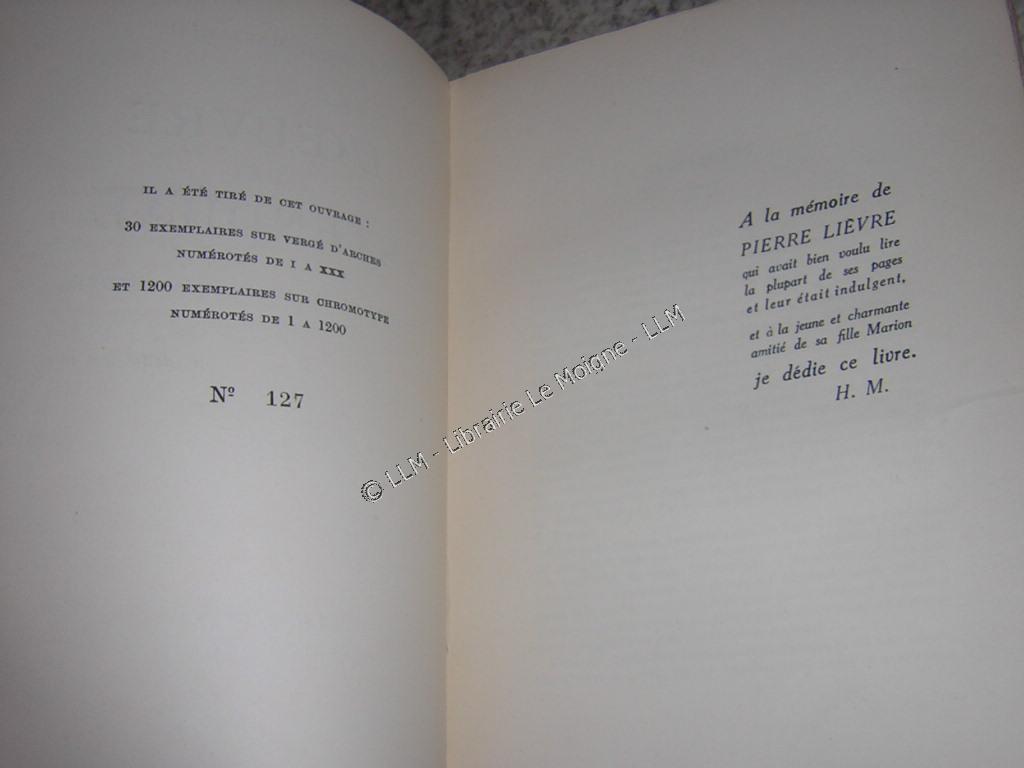 IL A ÉTÉ TIRÉ DE CET OUVRAGE :
30 EXEMPLAIRES SUR VERGÉ D'ARCHES
NUMÉROTÉS DE I A XXX
ET 1200 EXEMPLAIRES SUR CHROMOTYPE
NUMÉROTÉS DE 1 A 1200
Nº 127
A la mémoire de
PIERRE LIÈVRE
qui avait bien voulu lire
la plupart de ses pages
et leur était indulgent,
et à la jeune et charmante
amitié de sa fille Marion
je dédie ce livre.
H. M.
© LLM - Librairie Le Moigne - LLM